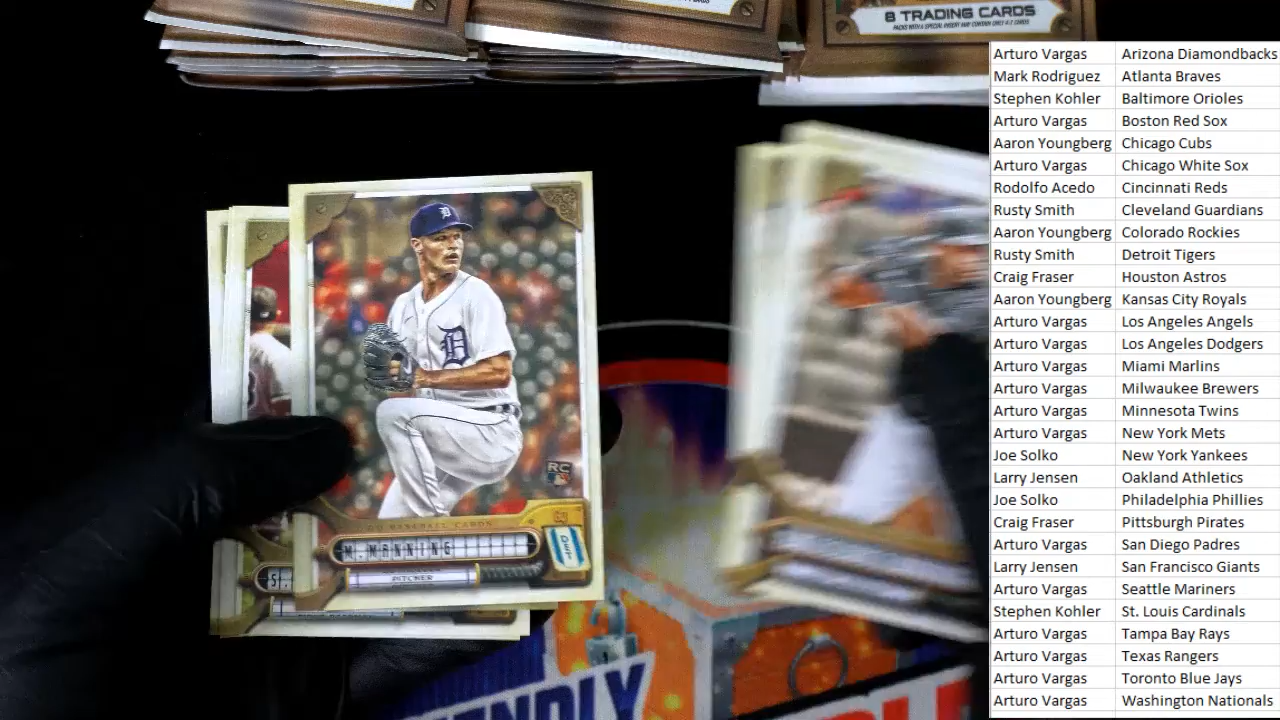 8 TRADING CARDS
D
D
RC
GQ BASEBALL CARDS
M. MANNING
DET
PITCHER
S.
ENDLY
Arturo Vargas Arizona Diamondbacks
Mark Rodriguez Atlanta Braves
Stephen Kohler Baltimore Orioles
Arturo Vargas Boston Red Sox
Aaron Youngberg Chicago Cubs
Arturo Vargas Chicago White Sox
Rodolfo Acedo Cincinnati Reds
Rusty Smith Cleveland Guardians
Aaron Youngberg Colorado Rockies
Rusty Smith Detroit Tigers
Craig Fraser Houston Astros
Aaron Youngberg Kansas City Royals
Arturo Vargas Los Angeles Angels
Arturo Vargas Los Angeles Dodgers
Arturo Vargas Miami Marlins
Arturo Vargas Milwaukee Brewers
Arturo Vargas Minnesota Twins
Arturo Vargas New York Mets
Joe Solko New York Yankees
Larry Jensen Oakland Athletics
Joe Solko Philadelphia Phillies
Craig Fraser Pittsburgh Pirates
Arturo Vargas San Diego Padres
Larry Jensen San Francisco Giants
Arturo Vargas Seattle Mariners
Stephen Kohler St. Louis Cardinals
Arturo Vargas Tampa Bay Rays
Arturo Vargas Texas Rangers
Arturo Vargas Toronto Blue Jays
Arturo Vargas Washington Nationals